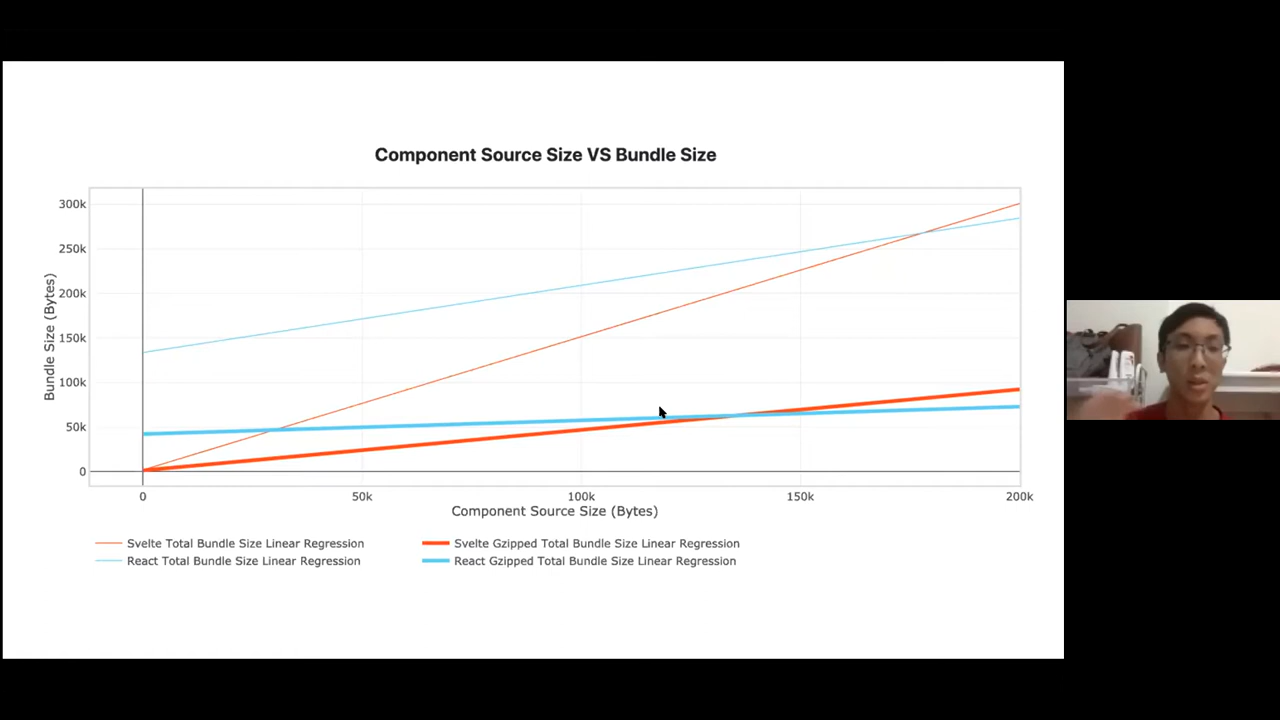 Component Source Size VS Bundle Size
300k
250k
200k
150k
100k
50k
0
Bundle Size (Bytes)
0 50k 100k 150k 200k
Component Source Size (Bytes)
Svelte Total Bundle Size Linear Regression
Svelte Gzipped Total Bundle Size Linear Regression
React Total Bundle Size Linear Regression
React Gzipped Total Bundle Size Linear Regression